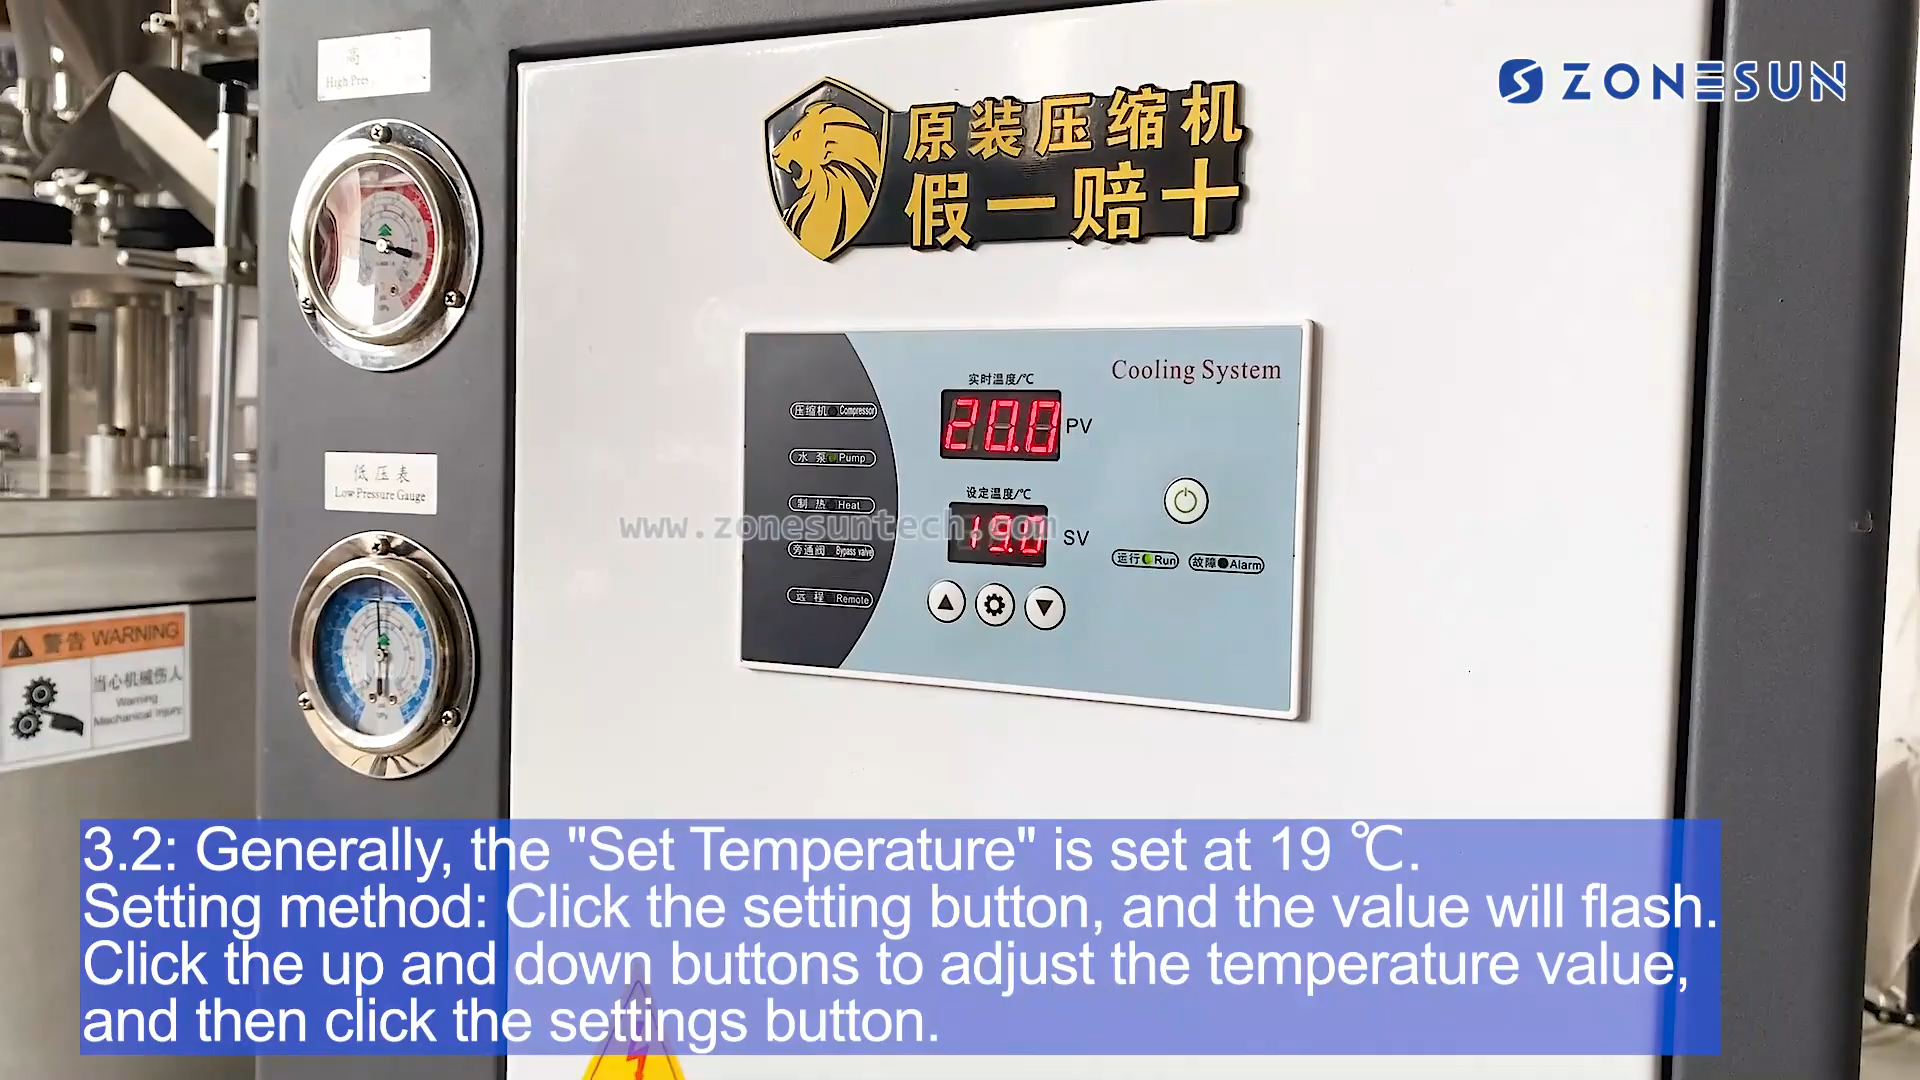 高
High Pres
ZONESUN
原装压缩机
假一赔十
Cooling System
实时温度/℃
20.0 PV
压缩机 Compressor
水泵 Pump
设定温度/℃
19.0 SV
制热 Heat
旁通阀 Bypass valve
远程 Remote
运行 Run
故障 Alarm
低压表
Low Pressure Gauge
www.zonesuntech.com
警告 WARNING
当心机械伤人
Warning
Mechanical Injury
3.2: Generally, the "Set Temperature" is set at 19 ℃.
Setting method: Click the setting button, and the value will flash.
Click the up and down buttons to adjust the temperature value,
and then click the settings button.